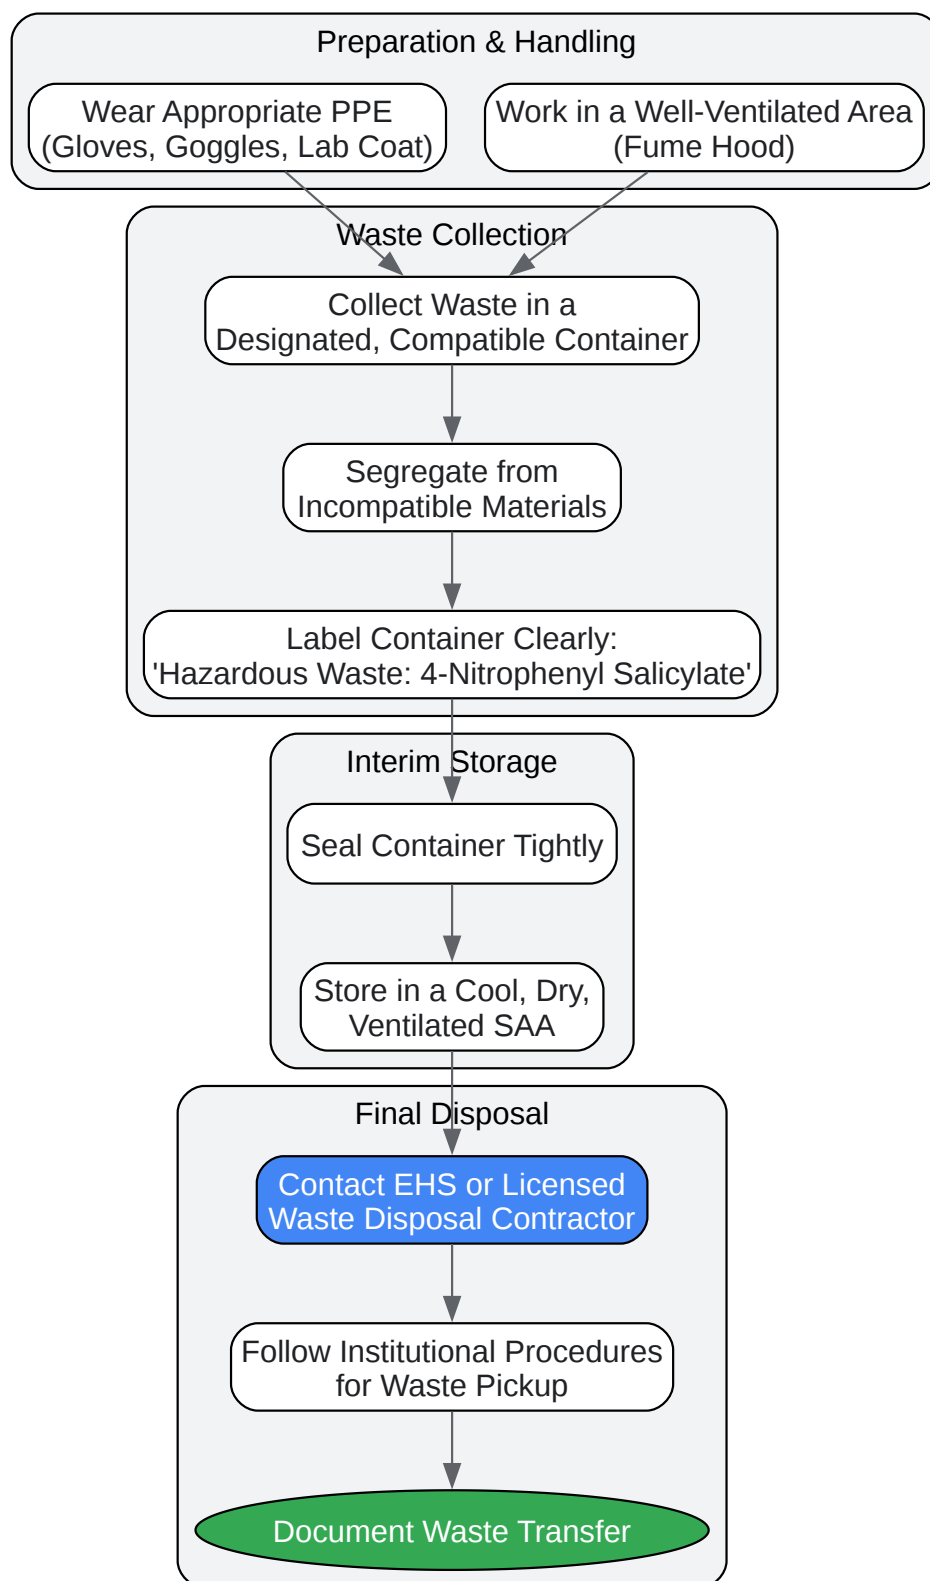 Preparation & Handling
Wear Appropriate PPE
(Gloves, Goggles, Lab Coat)
Work in a Well-Ventilated Area
(Fume Hood)
Waste Collection
Collect Waste in a
Designated, Compatible Container
Segregate from
Incompatible Materials
Label Container Clearly:
'Hazardous Waste: 4-Nitrophenyl Salicylate'
Interim Storage
Seal Container Tightly
Store in a Cool, Dry,
Ventilated SAA
Final Disposal
Contact EHS or Licensed
Waste Disposal Contractor
Follow Institutional Procedures
for Waste Pickup
Document Waste Transfer